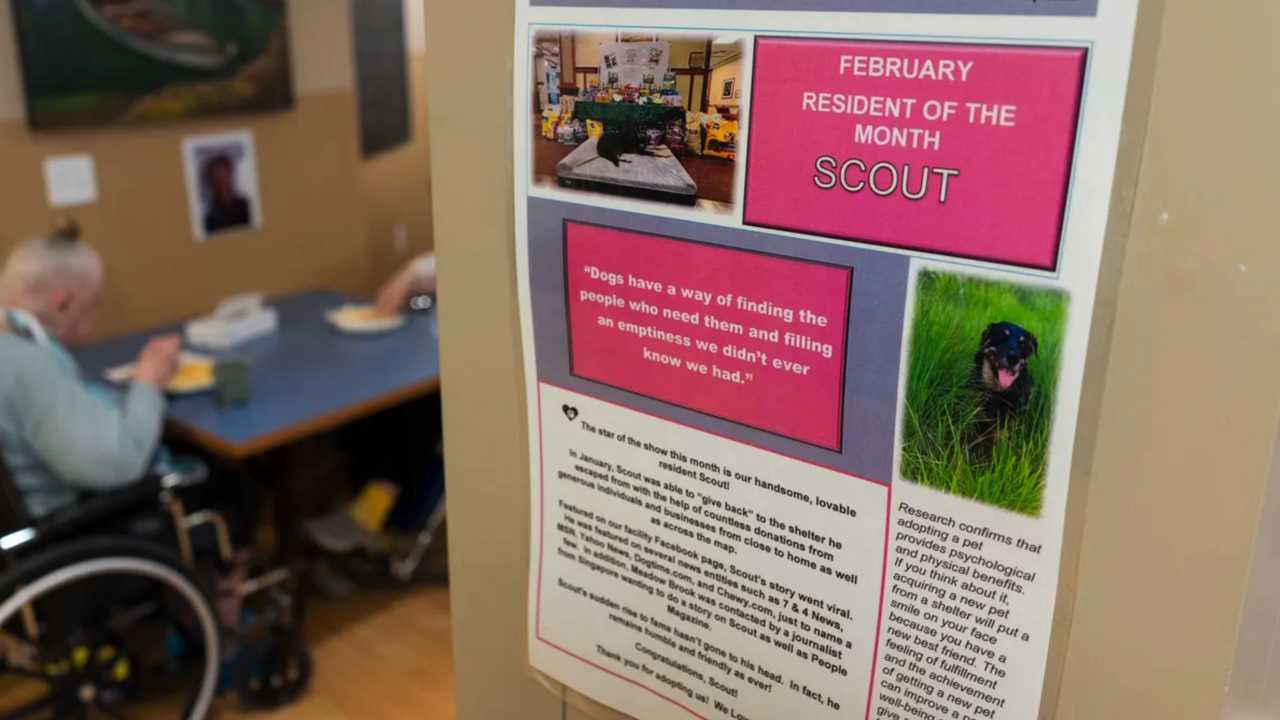 FEBRUARY
RESIDENT OF THE
MONTH
SCOUT
“Dogs have a way of finding the
people who need them and filling
an emptiness we didn’t ever
know we had.”
The star of the show this month is our handsome, lovable
resident Scout!
In January, Scout was able to "give back" to the shelter he
escaped from with the help of countless donations from
generous individuals and businesses from close to home as well
as across the map.
Featured on our facility Facebook page, Scout's story went viral.
He was featured on several news entities such as 7 & 4 News,
MSN, Yahoo News, Dogtime.com, and Chewy.com, just to name a
few. In addition, Meadow Brook was contacted by a journalist
from Singapore wanting to do a story on Scout as well as People
Magazine.
Scout's sudden rise to fame hasn't gone to his head. In fact, he
remains humble and friendly as ever!
Congratulations, Scout!
Thank you for adopting us! We
Research confirms that
adopting a pet
provides psychological
and physical benefits.
If you think about it,
acquiring a new pet
from a shelter will put a
smile on your face
because you have a
new best friend. The
feeling of fulfillment
and the achievement
of getting a new pet
can improve a
well-being